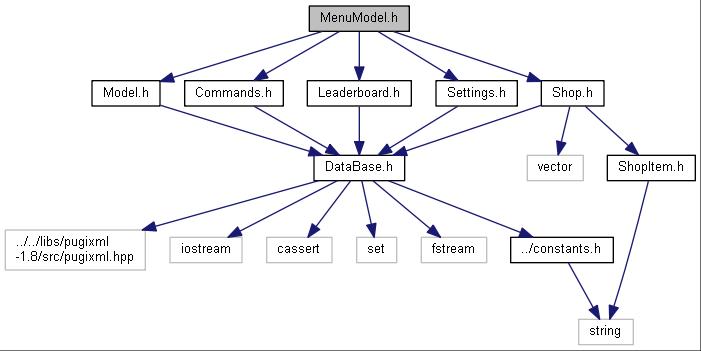 MenuModel.h
Model.h
Commands.h
Leaderboard.h
Settings.h
Shop.h
DataBase.h
vector
ShopItem.h
../../libs/pugixml
-1.8/src/pugixml.hpp
iostream
cassert
set
fstream
../constants.h
string